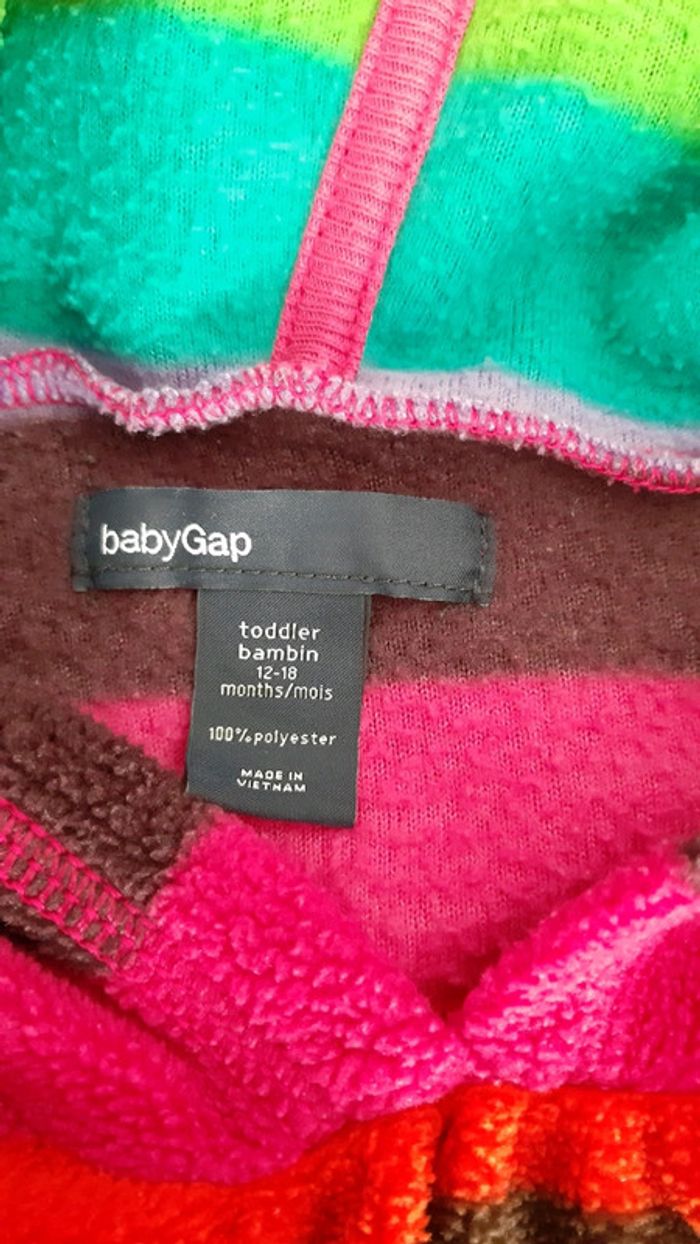 babyGap
toddler
bambin
12-18
months/mois
100% polyester
MADE IN
VIETNAM